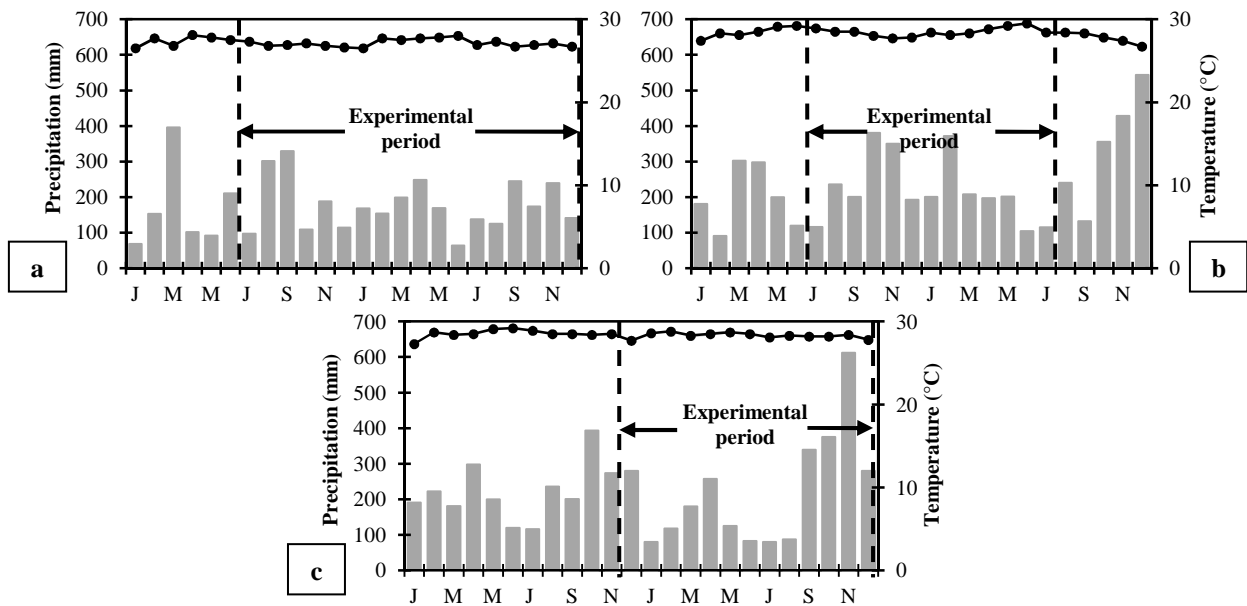 700 30
600
500 20
400 Experimental
300 period
200 10
100
0 0
J M M J S N J M M J S N
Precipitation (mm)
a
700 30
600
500 20
400 Experimental
300 period
200 10
100
0 0
J M M J S N J M M J S N
Temperature (°C)
b
700 30
600
500 20
400 Experimental
300 period
200 10
100
0 0
J M M J S N J M M J S N
Precipitation (mm)
Temperature (°C)
c